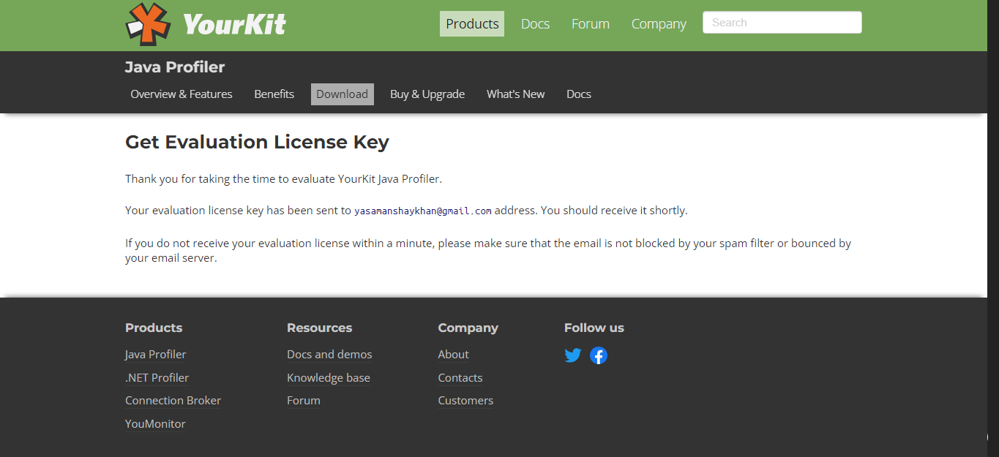 YourKit
Products Docs Forum Company Search
Java Profiler
Overview & Features Benefits Download Buy & Upgrade What's New Docs
Get Evaluation License Key
Thank you for taking the time to evaluate YourKit Java Profiler.
Your evaluation license key has been sent to yasamanshaykhan@gmail.com address. You should receive it shortly.
If you do not receive your evaluation license within a minute, please make sure that the email is not blocked by your spam filter or bounced by
your email server.
Products Resources Company Follow us
Java Profiler Docs and demos About
.NET Profiler Knowledge base Contacts
Connection Broker Forum Customers
YouMonitor